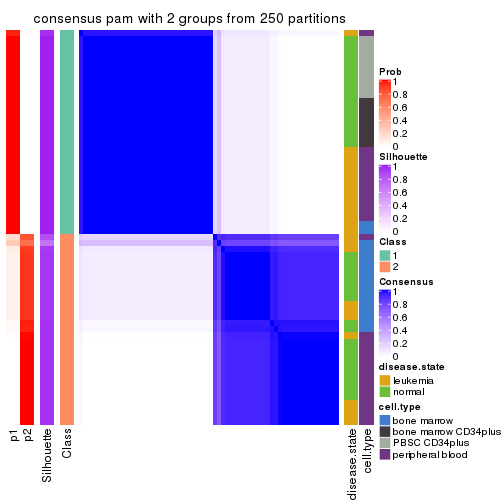 consensus pam with 2 groups from 250 partitions
Prob
1
0.8
0.6
0.4
0.2
0
Silhouette
1
0.8
0.6
0.4
0.2
0
Class
1
2
Consensus
1
0.8
0.6
0.4
0.2
0
disease.state
leukemia
normal
cell.type
bone marrow
bone marrow CD34plus
PBSC CD34plus
peripheral blood
p1
p2
Silhouette
Class
disease.state
cell.type